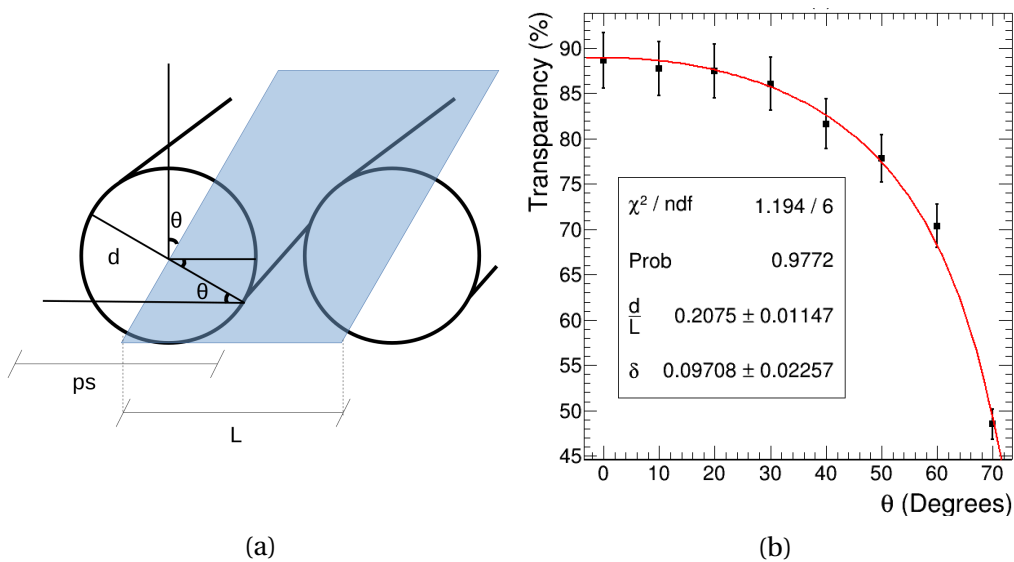 θ
d
θ
ps
L
(a)
Transparency (%)
90
85
80
75
70
65
60
55
50
45
χ² / ndf 1.194 / 6
Prob 0.9772
d/L 0.2075 ± 0.01147
δ 0.09708 ± 0.02257
0 10 20 30 40 50 60 70
θ (Degrees)
(b)